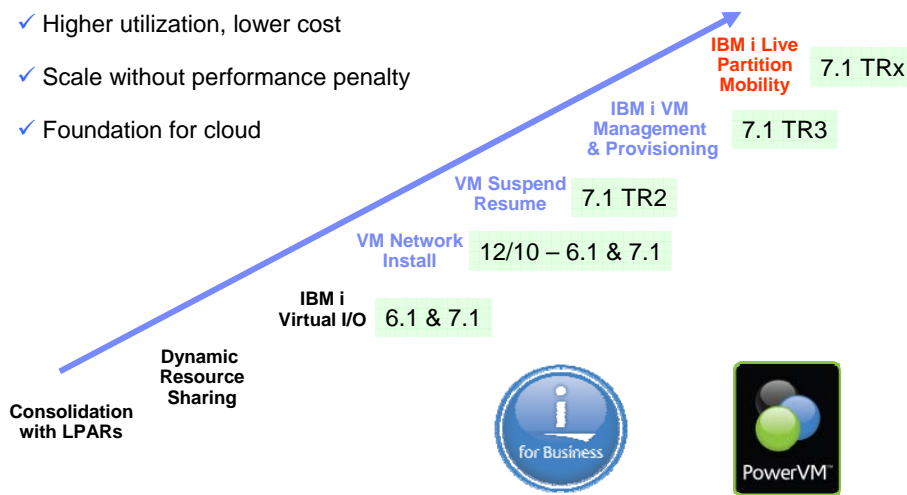 ✓ Higher utilization, lower cost
✓ Scale without performance penalty
✓ Foundation for cloud
IBM i Live
Partition
Mobility
7.1 TRx
IBM i VM
Management
& Provisioning
7.1 TR3
VM Suspend
Resume
7.1 TR2
VM Network
Install
12/10 – 6.1 & 7.1
IBM i
Virtual I/O
6.1 & 7.1
Dynamic
Resource
Sharing
Consolidation
with LPARs
i
for Business
PowerVM™